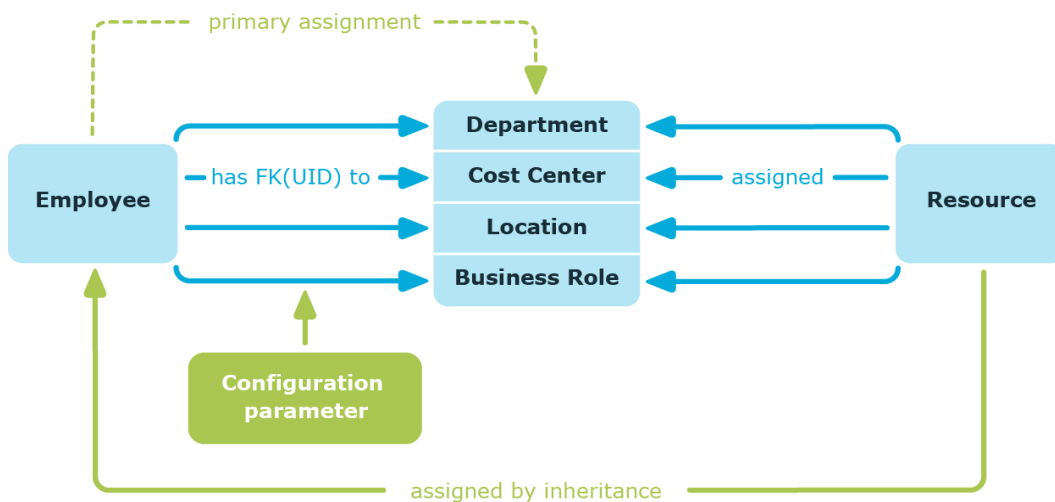 primary assignment
Department
has FK(UID) to
Cost Center
assigned
Employee
Resource
Location
Business Role
Configuration
parameter
assigned by inheritance